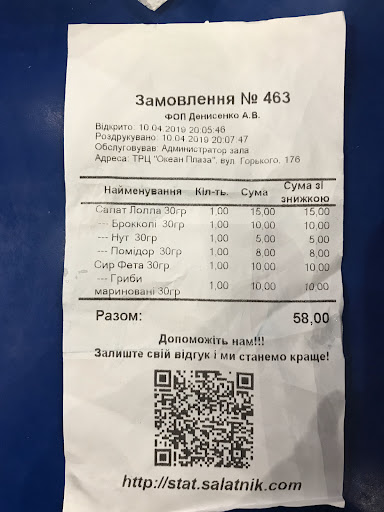 Замовлення № 463
ФОП Денисенко А.В.
Відкрито: 10.04.2019 20:05:46
Роздруковано: 10.04.2019 20:07:47
Обслуговував: Администратор зала
Адреса: ТРЦ "Океан Плаза", вул. Горького, 176
Найменування Кіл-ть. Сума Сума зі знижкою
Салат Лолла 30гр 1,00 15,00 15,00
--- Брокколі 30гр 1,00 10,00 10,00
--- Нут 30гр 1,00 5,00 5,00
--- Помідор 30гр 1,00 8,00 8,00
Сир Фета 30гр 1,00 10,00 10,00
--- Гриби
мариновані 30гр 1,00 10,00 10,00
Разом: 58,00
Допоможіть нам!!!
Залиште свій відгук і ми станемо краще!
http://stat.salatnik.com